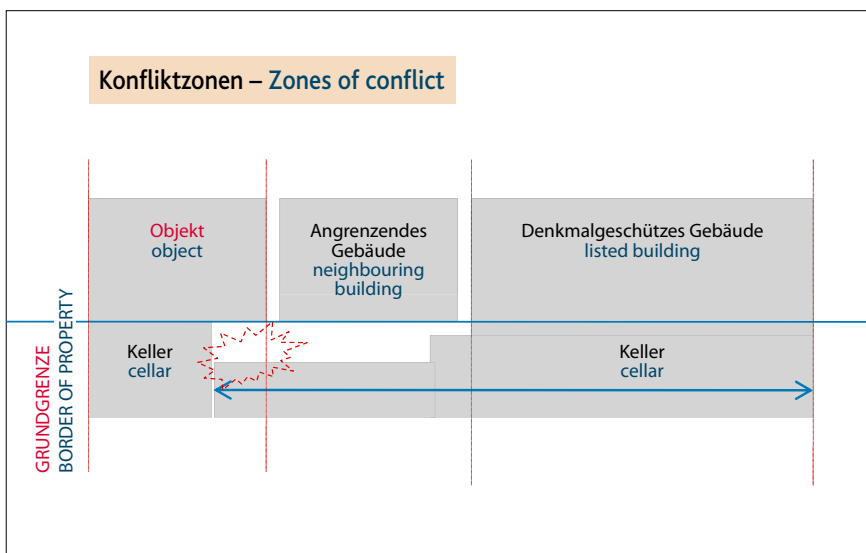 Konfliktzonen – Zones of conflict
Objekt
object
Angrenzendes
Gebäude
neighbouring
building
Denkmalgeschützes Gebäude
listed building
Keller
cellar
Keller
cellar
GRUNDGRENZE
BORDER OF PROPERTY